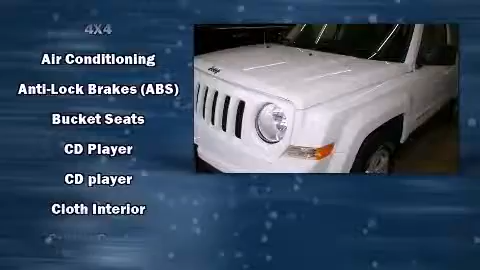 4X4
Air Conditioning
Anti-Lock Brakes (ABS)
Bucket Seats
CD Player
CD player
Cloth Interior